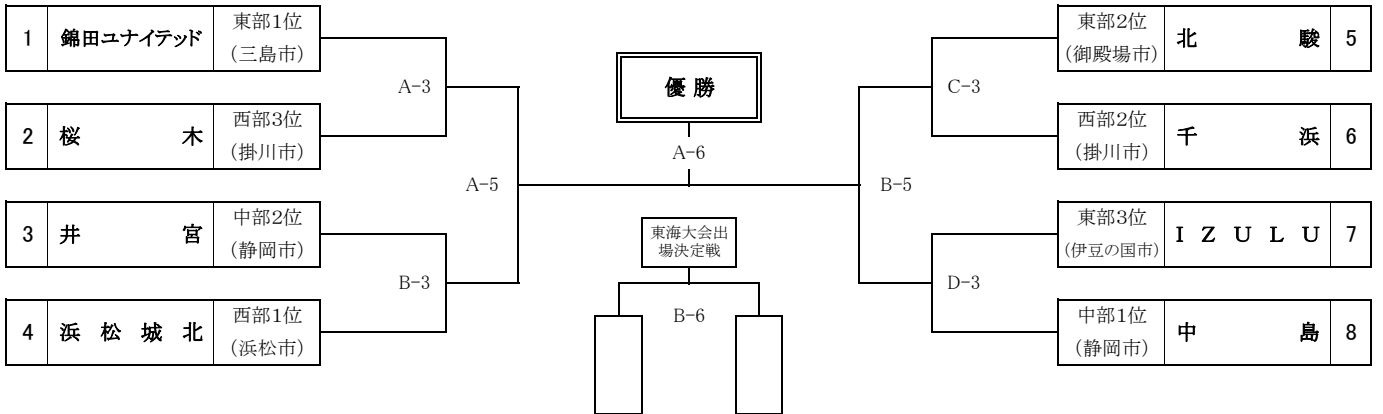 1 錦田ユナイテッド 東部1位
(三島市)
A-3
2 桜 木 西部3位
(掛川市)
A-5
3 井 宮 中部2位
(静岡市)
B-3
4 浜 松 城 北 西部1位
(浜松市)
優勝
A-6
東海大会出
場決定戦
B-6
東部2位 北 駿 5
(御殿場市)
C-3
西部2位 千 浜 6
(掛川市)
B-5
東部3位 I Z U L U 7
(伊豆の国市)
D-3
中部1位 中 島 8
(静岡市)